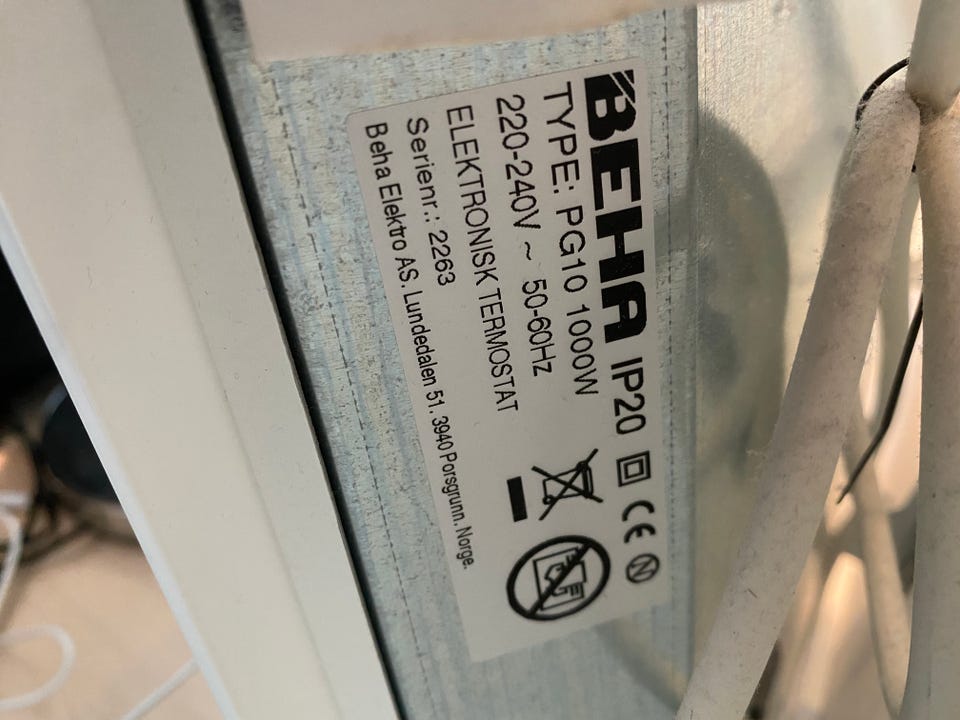 BEHA IP20 CE N
TYPE: PG10 1000W
220-240V ~ 50-60Hz
ELEKTRONISK TERMOSTAT
Serienr.: 2263
Beha Elektro AS. Lundedalen 51. 3940 Porsgrunn. Norge.